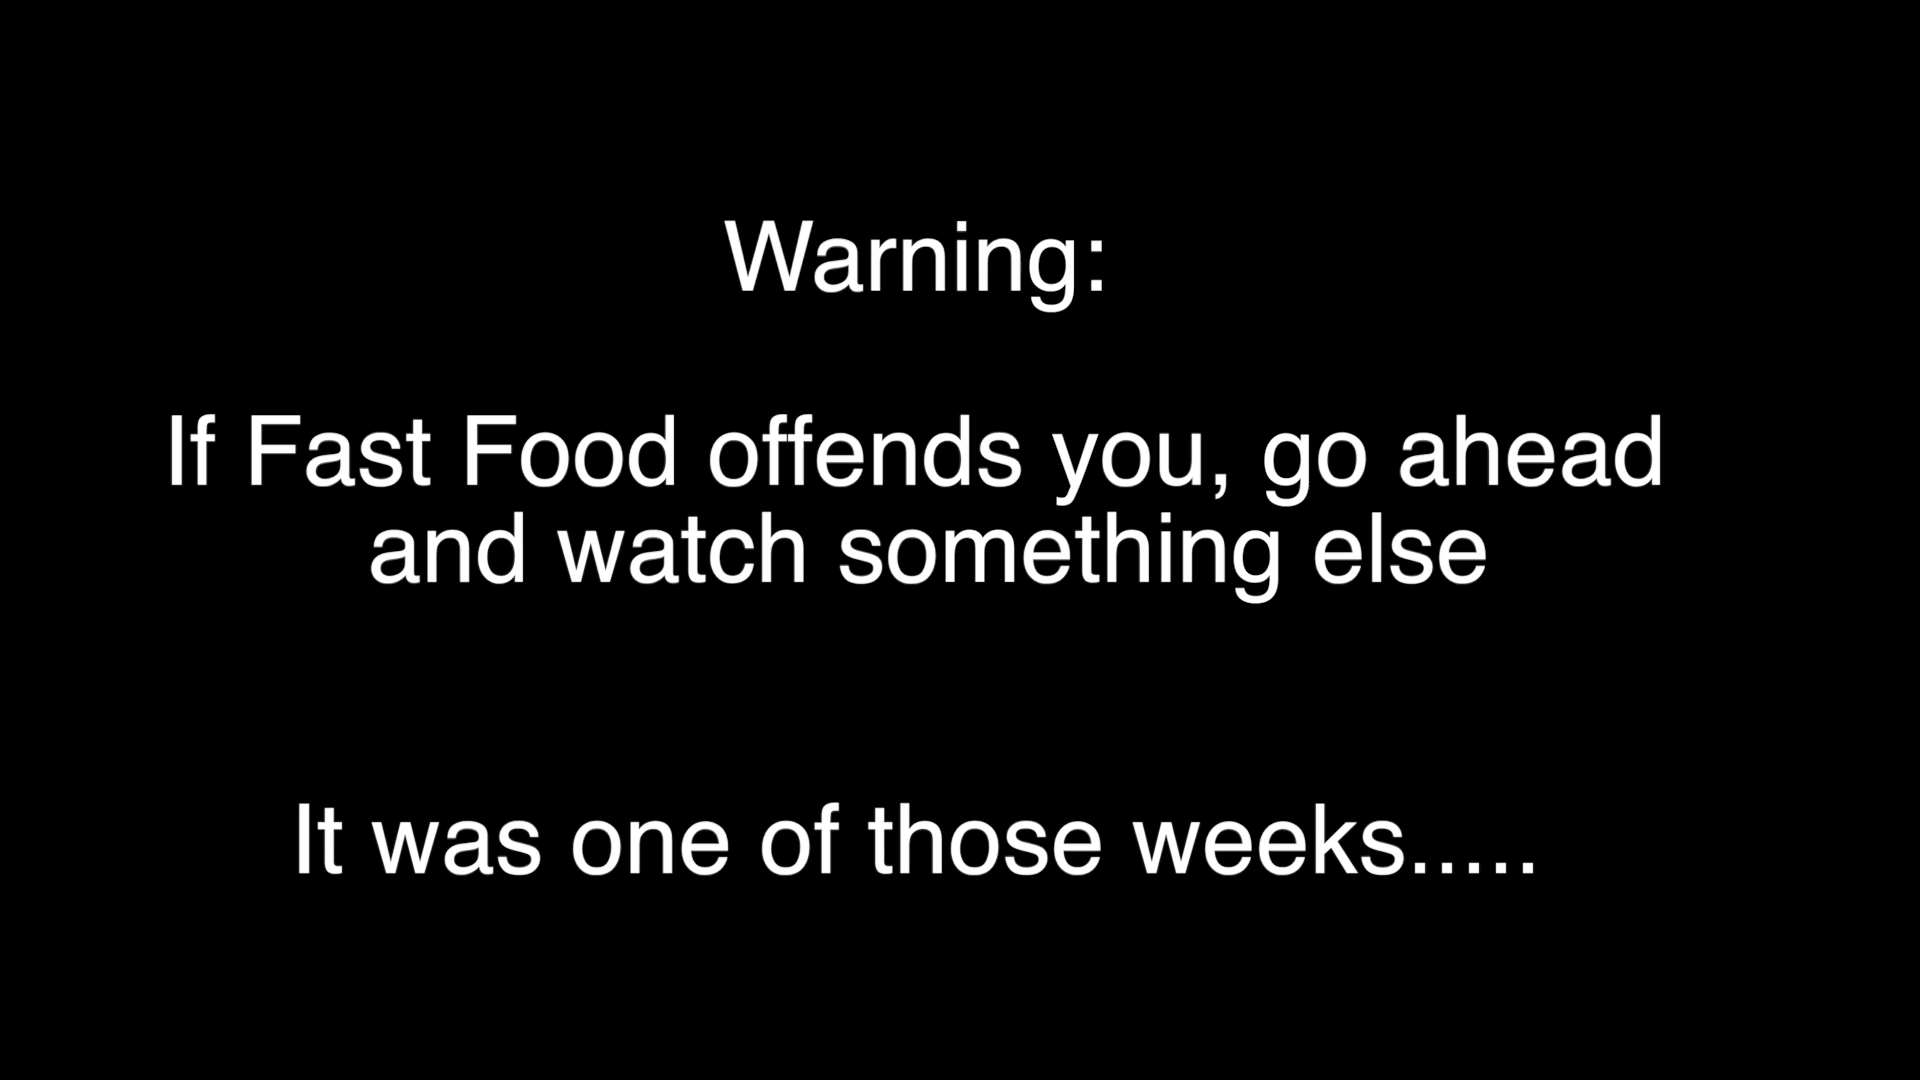 Warning:
If Fast Food offends you, go ahead
and watch something else
It was one of those weeks.....